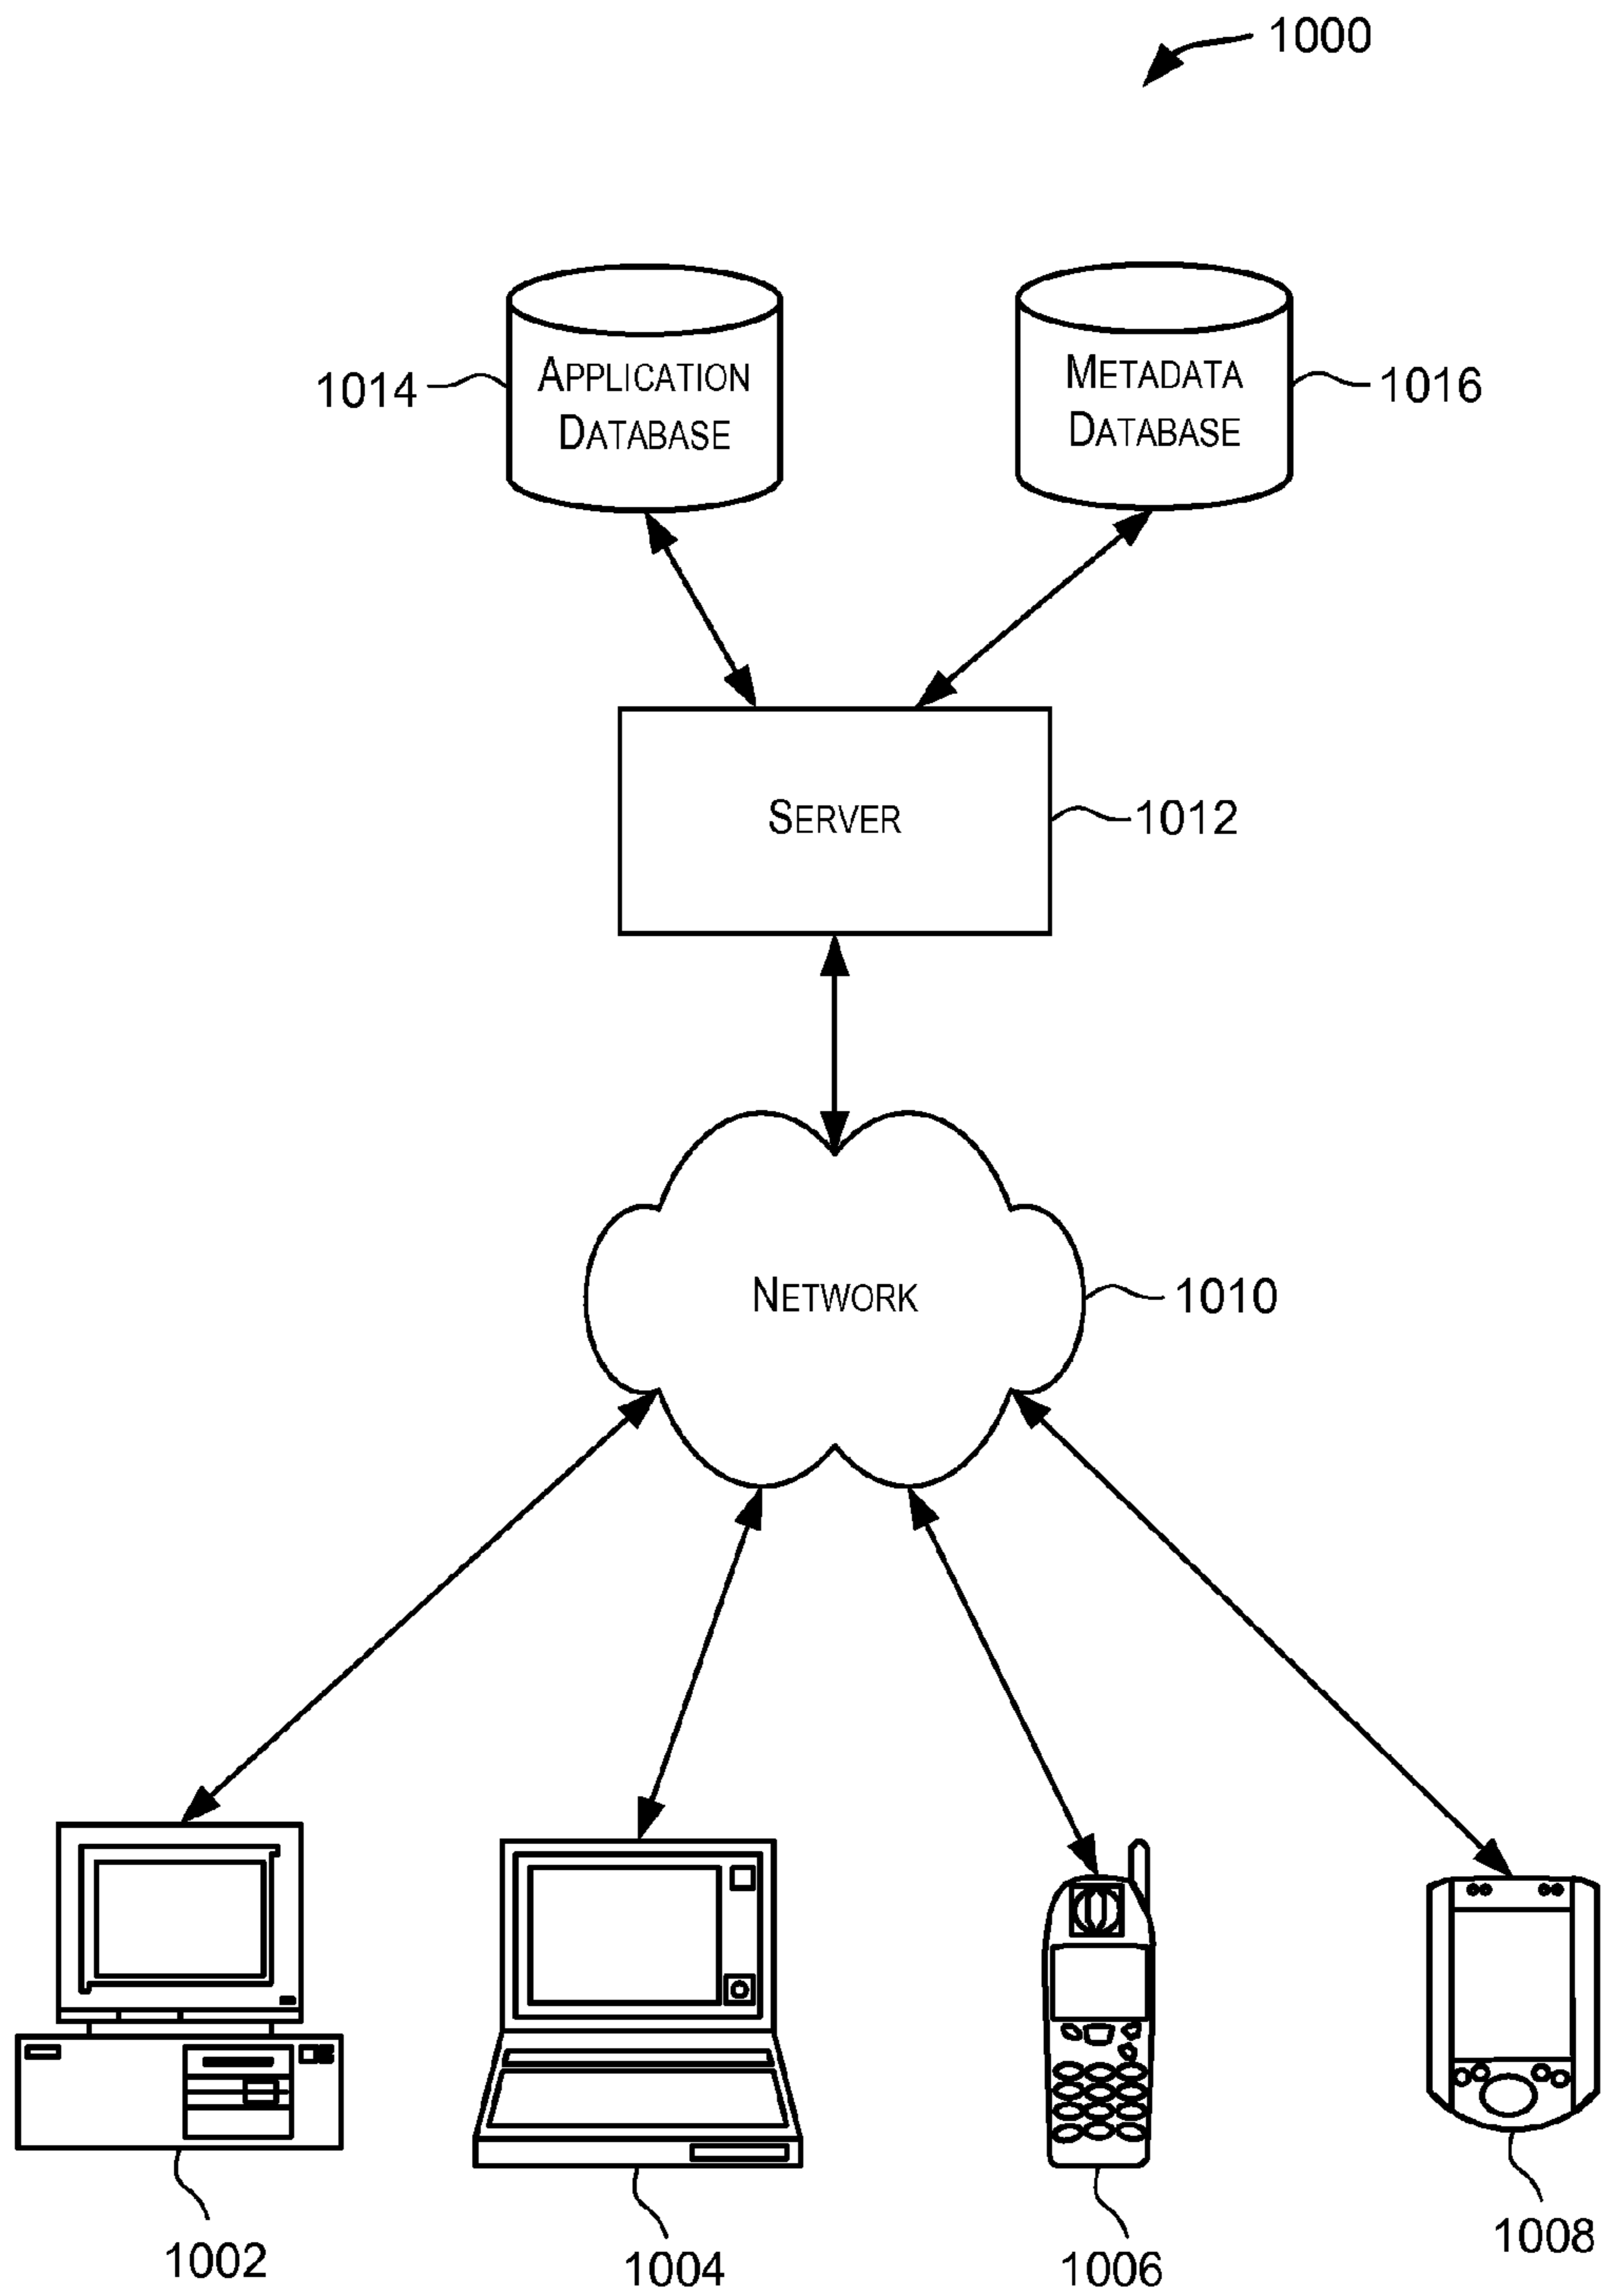 1000
1014
APPLICATION
DATABASE
METADATA
DATABASE
1016
SERVER
1012
NETWORK
1010
1002
1004
1006
1008